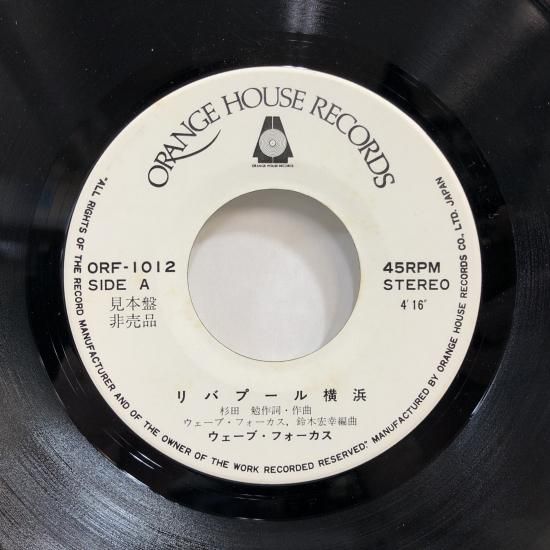 ORANGE HOUSE RECORDS
ORANGE HOUSE RECORDS
ORF-1012
SIDE A
見本盤
非売品
45RPM
STEREO
4′16″
リバプール横浜
杉田 勉作詞・作曲
ウェーブ・フォーカス, 鈴木宏幸編曲
ウェーブ・フォーカス
"ALL RIGHTS OF THE RECORD MANUFACTURER AND OF THE OWNER OF THE WORK RECORDED RESERVED." MANUFACTURED BY ORANGE HOUSE RECORDS CO., LTD. JAPAN